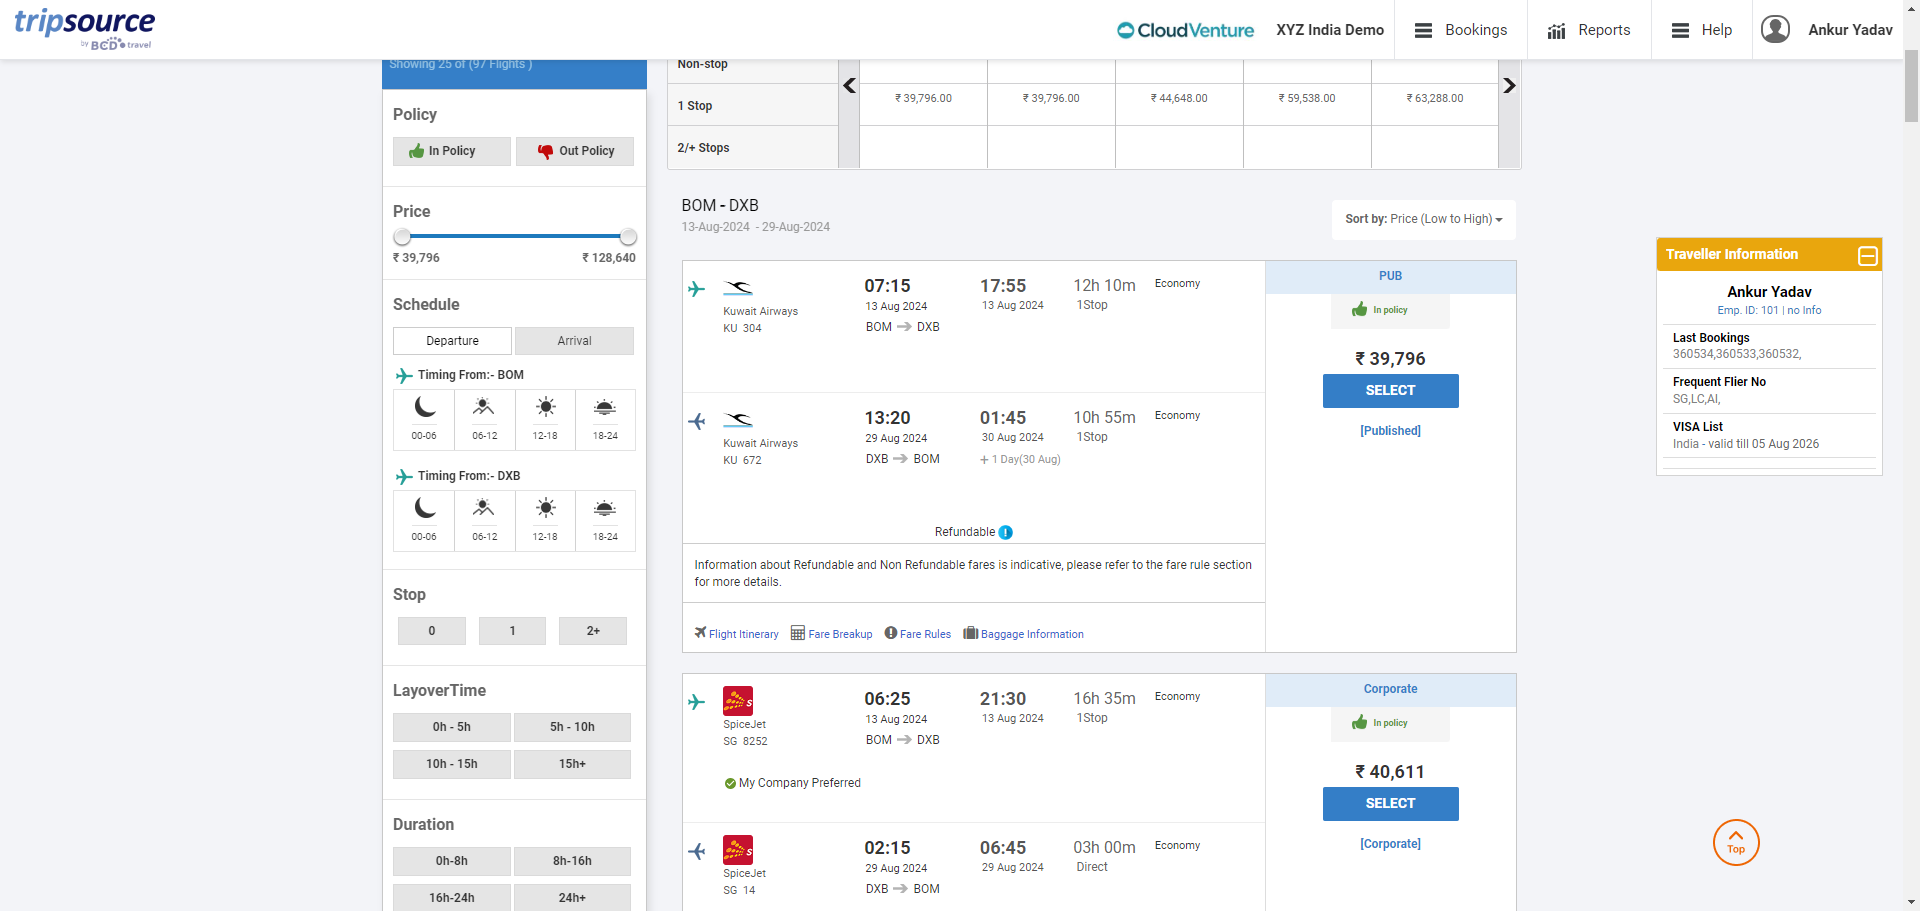 tripsource
by BCD travel
CloudVenture
XYZ India Demo
Bookings
Reports
Help
Ankur Yadav
Showing 25 of (97 Flights )
Policy
In Policy
Out Policy
Price
₹ 39,796
₹ 128,640
Schedule
Departure
Arrival
Timing From:- BOM
00-06
06-12
12-18
18-24
Timing From:- DXB
00-06
06-12
12-18
18-24
Stop
0
1
2+
LayoverTime
0h - 5h
5h - 10h
10h - 15h
15h+
Duration
0h-8h
8h-16h
16h-24h
24h+
Non-stop
1 Stop
₹ 39,796.00
₹ 39,796.00
₹ 44,648.00
₹ 59,538.00
₹ 63,288.00
2/+ Stops
BOM - DXB
13-Aug-2024 - 29-Aug-2024
Sort by: Price (Low to High)
Kuwait Airways
KU 304
07:15
13 Aug 2024
BOM DXB
17:55
13 Aug 2024
12h 10m
1Stop
Economy
PUB
In policy
₹ 39,796
SELECT
[Published]
Kuwait Airways
KU 672
13:20
29 Aug 2024
DXB BOM
01:45
30 Aug 2024
+ 1 Day(30 Aug)
10h 55m
1Stop
Economy
Refundable
Information about Refundable and Non Refundable fares is indicative, please refer to the fare rule section
for more details.
Flight Itinerary
Fare Breakup
Fare Rules
Baggage Information
SpiceJet
SG 8252
06:25
13 Aug 2024
BOM DXB
21:30
13 Aug 2024
16h 35m
1Stop
Economy
My Company Preferred
Corporate
In policy
₹ 40,611
SELECT
[Corporate]
SpiceJet
SG 14
02:15
29 Aug 2024
DXB BOM
06:45
29 Aug 2024
03h 00m
Direct
Economy
Traveller Information
Ankur Yadav
Emp. ID: 101 | no Info
Last Bookings
360534,360533,360532,
Frequent Flier No
SG,LC,AI,
VISA List
India - valid till 05 Aug 2026
Top